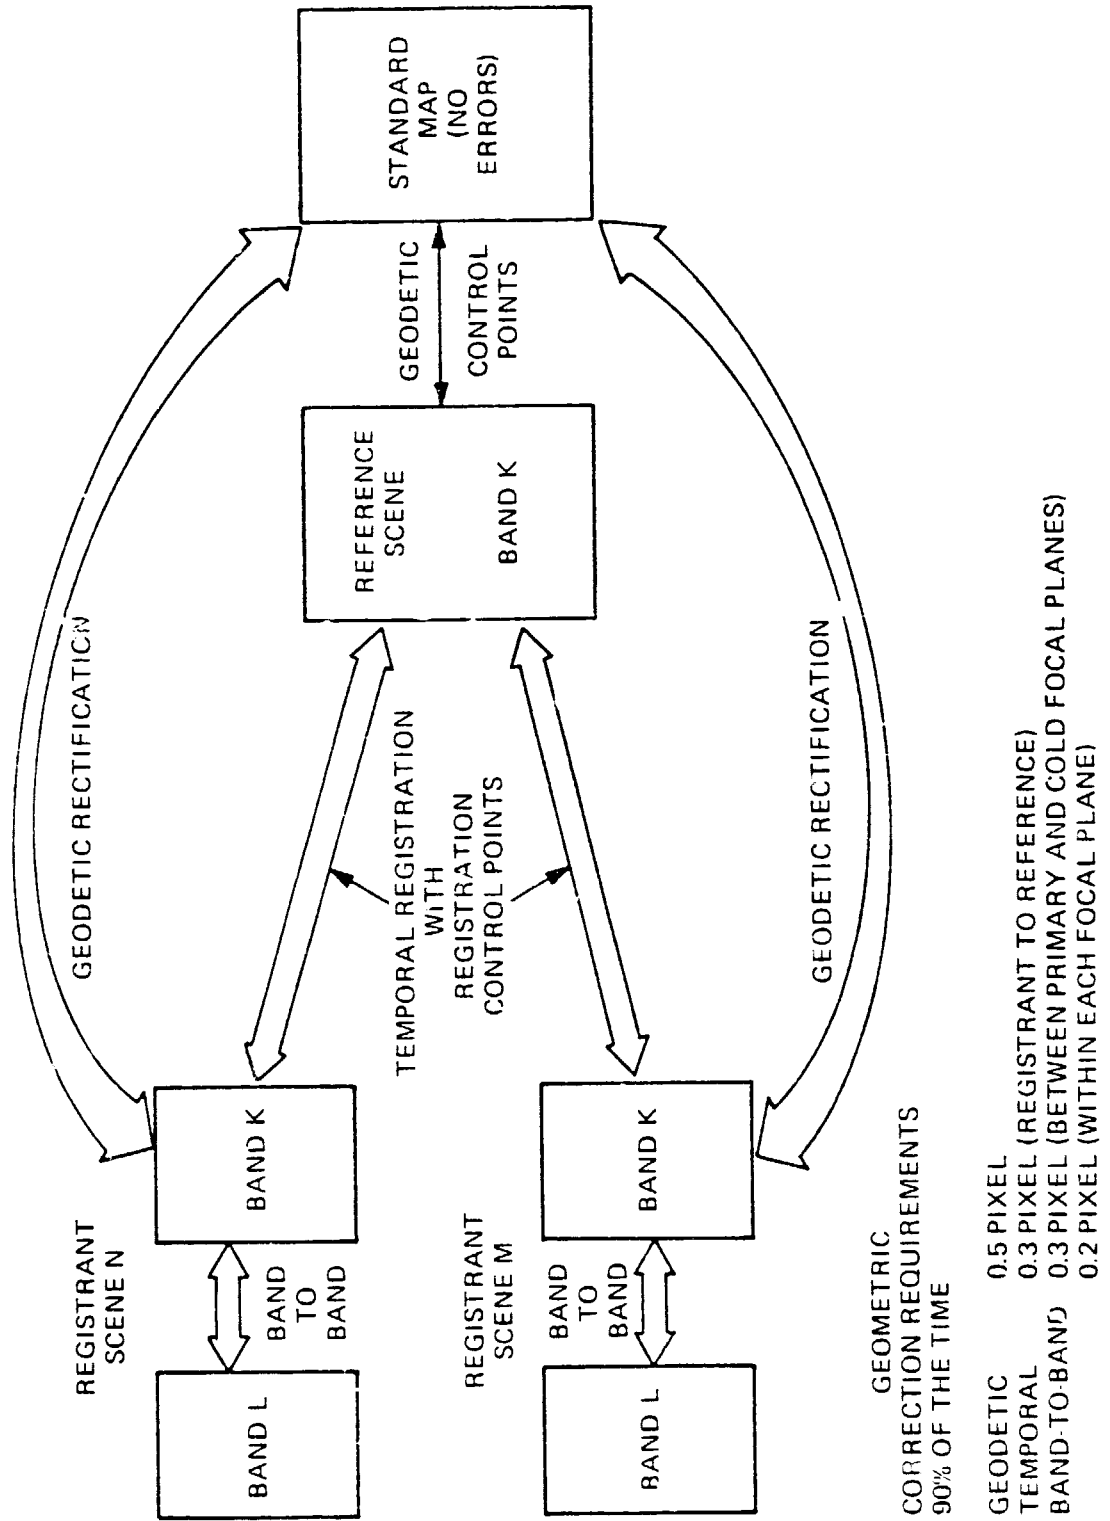 REGISTRANT
SCENE N
BAND L
BAND
TO
BAND
BAND K
GEODETIC RECTIFICATION
TEMPORAL REGISTRATION
WITH
REGISTRATION
CONTROL POINTS
REFERENCE
SCENE
BAND K
GEODETIC
CONTROL
POINTS
STANDARD
MAP
(NO
ERRORS)
REGISTRANT
SCENE M
BAND L
BAND
TO
BAND
BAND K
GEODETIC RECTIFICATION
GEOMETRIC
CORRECTION REQUIREMENTS
90% OF THE TIME
GEODETIC 0.5 PIXEL
TEMPORAL 0.3 PIXEL (REGISTRANT TO REFERENCE)
BAND-TO-BAND 0.3 PIXEL (BETWEEN PRIMARY AND COLD FOCAL PLANES)
0.2 PIXEL (WITHIN EACH FOCAL PLANE)